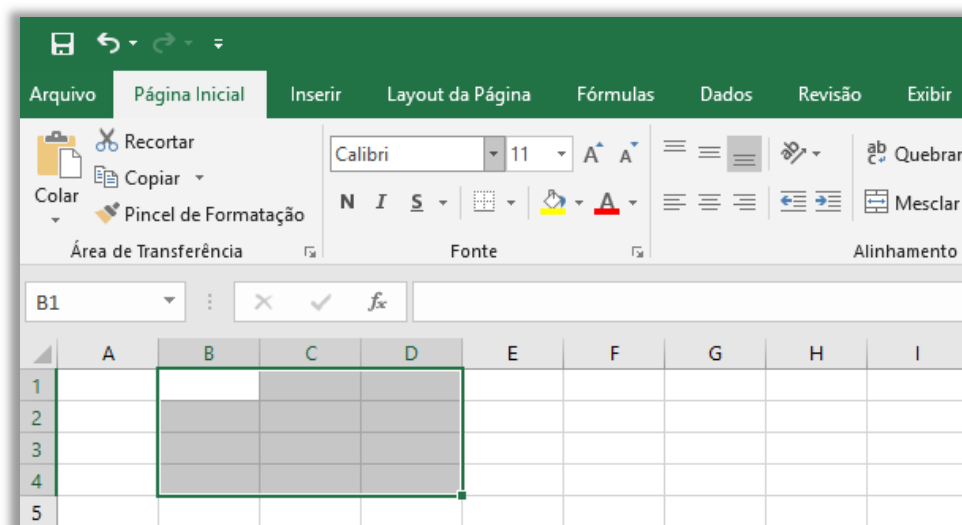 Arquivo Página Inicial Inserir Layout da Página Fórmulas Dados Revisão Exibir
Colar
Recortar
Copiar
Pincel de Formatação
Área de Transferência
Calibri 11 A A
N I S A
Fonte
ab c Quebrar
Mesclar
Alinhamento
B1 fx
A B C D E F G H I
1
2
3
4
5